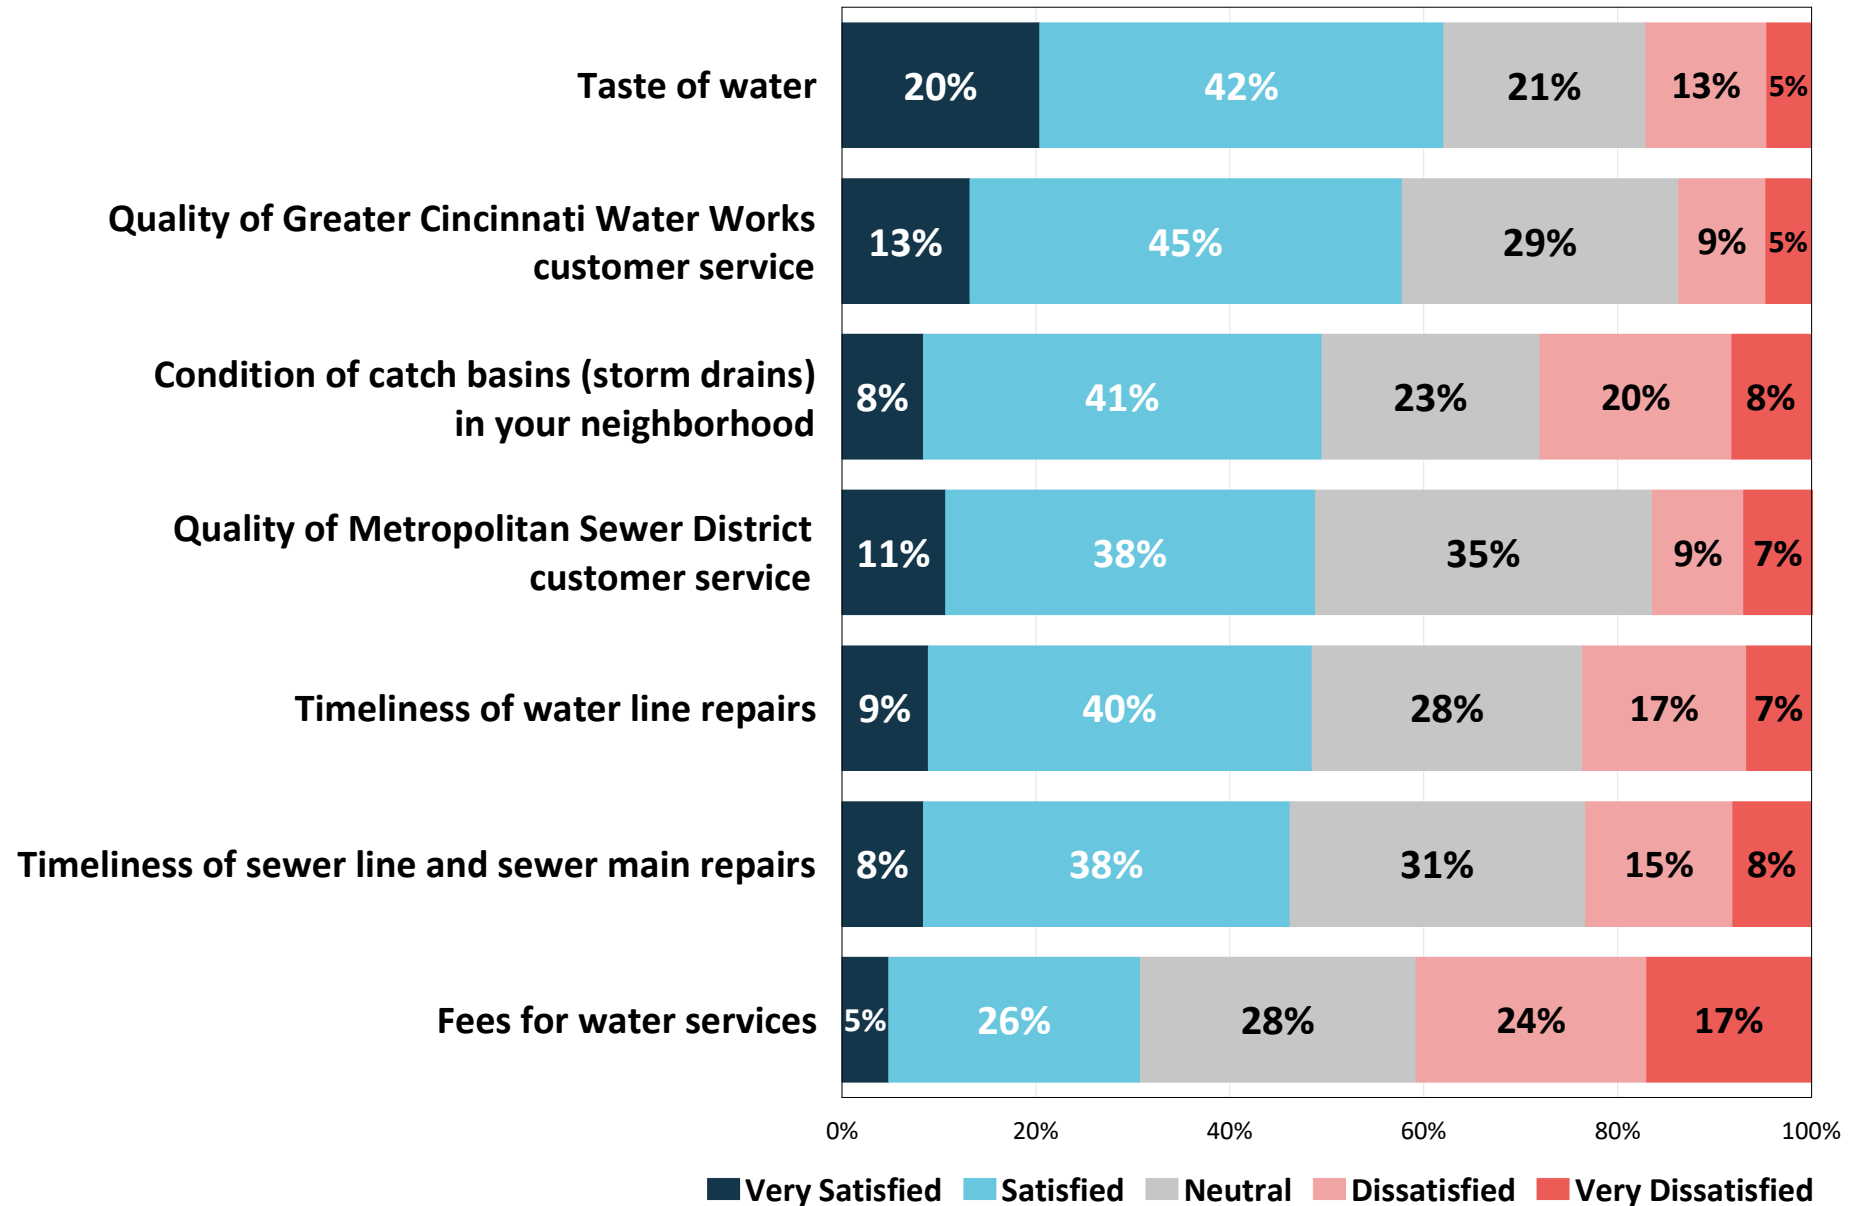 Taste of water
20% 42% 21% 13% 5%
Quality of Greater Cincinnati Water Works
customer service
13% 45% 29% 9% 5%
Condition of catch basins (storm drains)
in your neighborhood
8% 41% 23% 20% 8%
Quality of Metropolitan Sewer District
customer service
11% 38% 35% 9% 7%
Timeliness of water line repairs
9% 40% 28% 17% 7%
Timeliness of sewer line and sewer main repairs
8% 38% 31% 15% 8%
Fees for water services
5% 26% 28% 24% 17%
0% 20% 40% 60% 80% 100%
Very Satisfied Satisfied Neutral Dissatisfied Very Dissatisfied